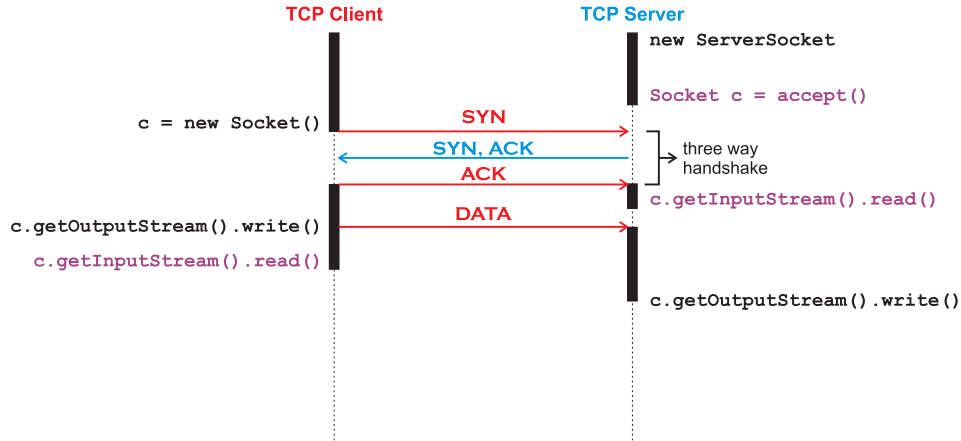 TCP Client
TCP Server
new ServerSocket
Socket c = accept()
c = new Socket()
SYN
SYN, ACK
three way
handshake
ACK
c.getInputStream().read()
DATA
c.getOutputStream().write()
c.getInputStream().read()
c.getOutputStream().write()